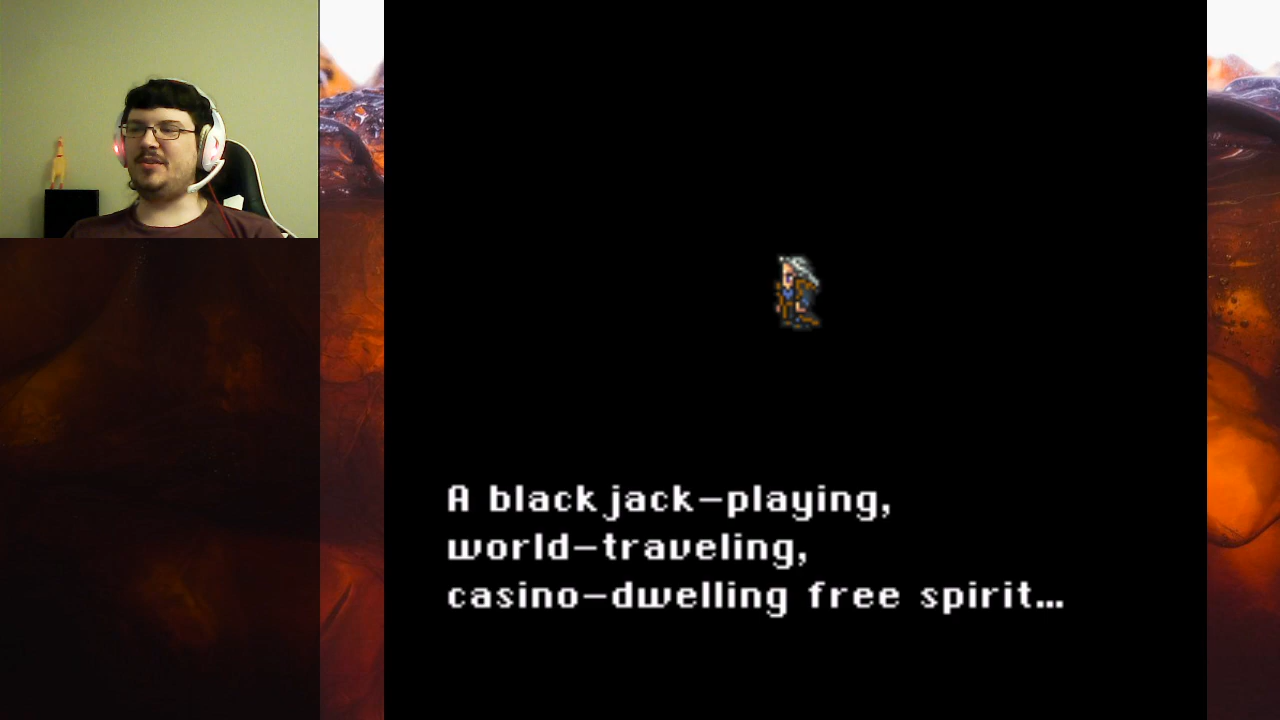 A blackjack-playing,
world-traveling,
casino-dwelling free spirit...